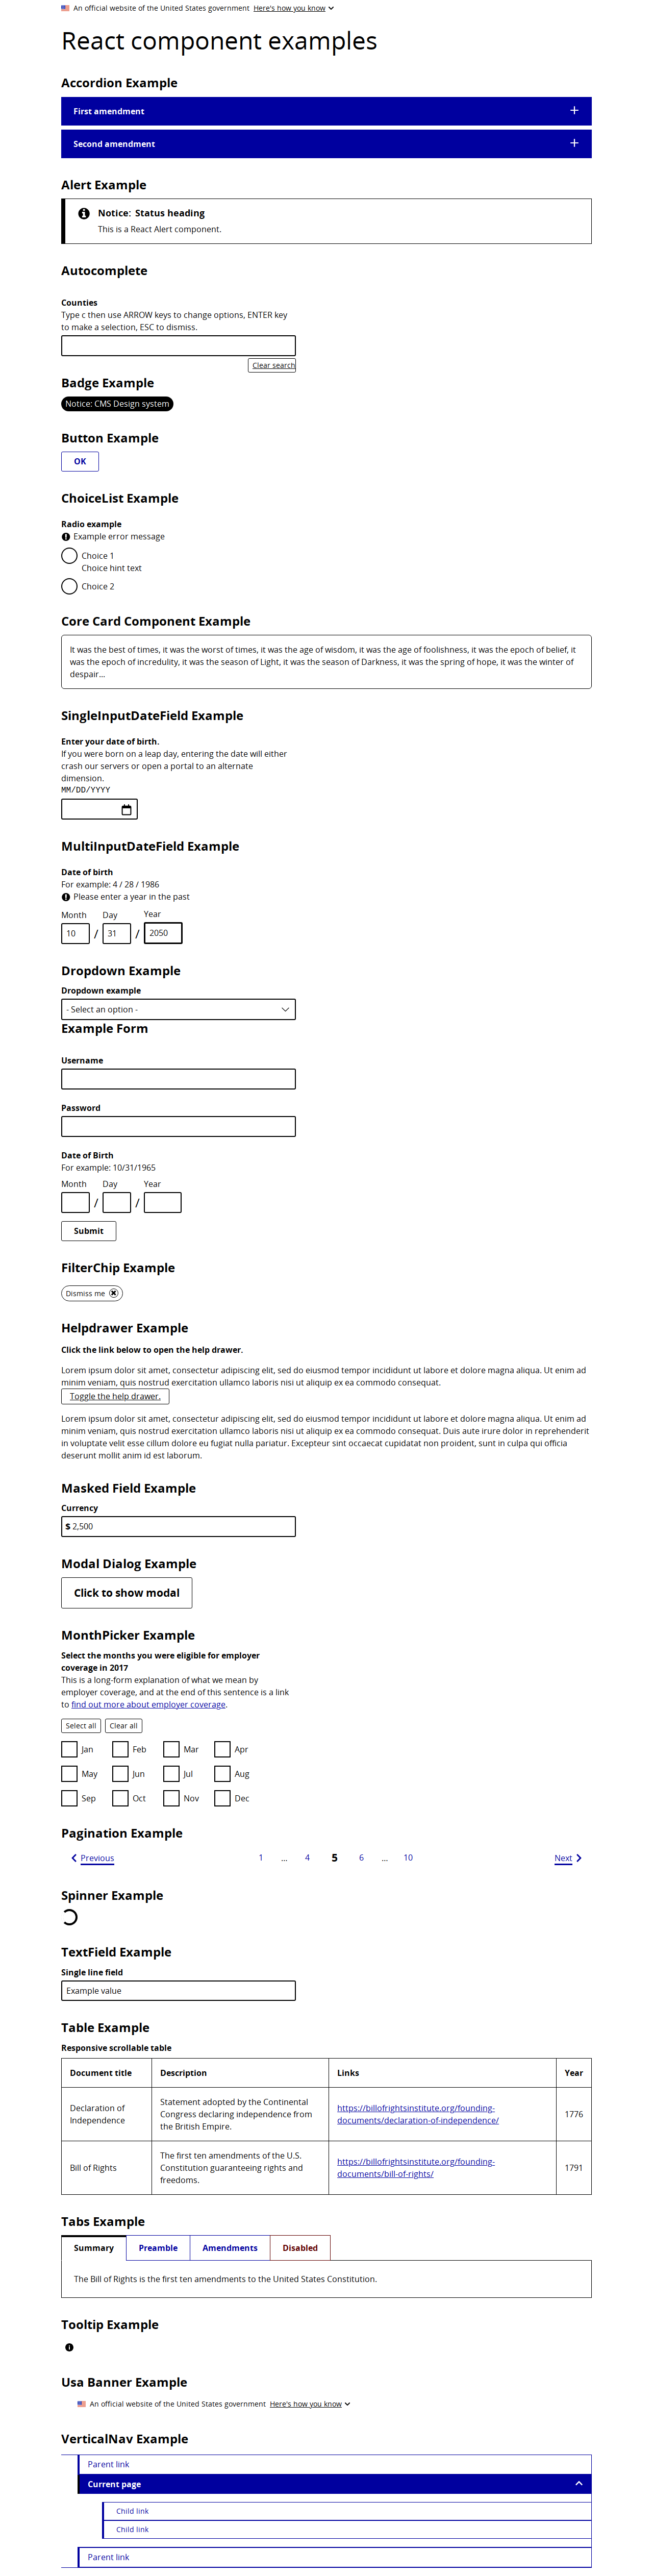 An official website of the United States government Here's how you know
React component examples
Accordion Example
First amendment
Second amendment
Alert Example
Notice: Status heading
This is a React Alert component.
Autocomplete
Counties
Type c then use ARROW keys to change options, ENTER key
to make a selection, ESC to dismiss.
Clear search
Badge Example
Notice: CMS Design system
Button Example
OK
ChoiceList Example
Radio example
Example error message
Choice 1
Choice hint text
Choice 2
Core Card Component Example
It was the best of times, it was the worst of times, it was the age of wisdom, it was the age of foolishness, it was the epoch of belief, it
was the epoch of incredulity, it was the season of Light, it was the season of Darkness, it was the spring of hope, it was the winter of
despair...
SingleInputDateField Example
Enter your date of birth.
If you were born on a leap day, entering the date will either
crash our servers or open a portal to an alternate
dimension.
MM/DD/YYYY
MultiInputDateField Example
Date of birth
For example: 4 / 28 / 1986
Please enter a year in the past
Month Day Year
10 / 31 / 2050
Dropdown Example
Dropdown example
- Select an option -
Example Form
Username
Password
Date of Birth
For example: 10/31/1965
Month Day Year
/ /
Submit
FilterChip Example
Dismiss me
Helpdrawer Example
Click the link below to open the help drawer.
Lorem ipsum dolor sit amet, consectetur adipiscing elit, sed do eiusmod tempor incididunt ut labore et dolore magna aliqua. Ut enim ad
minim veniam, quis nostrud exercitation ullamco laboris nisi ut aliquip ex ea commodo consequat.
Toggle the help drawer.
Lorem ipsum dolor sit amet, consectetur adipiscing elit, sed do eiusmod tempor incididunt ut labore et dolore magna aliqua. Ut enim ad
minim veniam, quis nostrud exercitation ullamco laboris nisi ut aliquip ex ea commodo consequat. Duis aute irure dolor in reprehenderit
in voluptate velit esse cillum dolore eu fugiat nulla pariatur. Excepteur sint occaecat cupidatat non proident, sunt in culpa qui officia
deserunt mollit anim id est laborum.
Masked Field Example
Currency
$ 2,500
Modal Dialog Example
Click to show modal
MonthPicker Example
Select the months you were eligible for employer
coverage in 2017
This is a long-form explanation of what we mean by
employer coverage, and at the end of this sentence is a link
to find out more about employer coverage.
Select all Clear all
Jan Feb Mar Apr
May Jun Jul Aug
Sep Oct Nov Dec
Pagination Example
Previous 1 ... 4 5 6 ... 10 Next
Spinner Example
TextField Example
Single line field
Example value
Table Example
Responsive scrollable table
Document title Description Links Year
Declaration of
Independence
Statement adopted by the Continental
Congress declaring independence from
the British Empire.
https://billofrightsinstitute.org/founding-
documents/declaration-of-independence/
1776
Bill of Rights
The first ten amendments of the U.S.
Constitution guaranteeing rights and
freedoms.
https://billofrightsinstitute.org/founding-
documents/bill-of-rights/
1791
Tabs Example
Summary Preamble Amendments Disabled
The Bill of Rights is the first ten amendments to the United States Constitution.
Tooltip Example
Usa Banner Example
An official website of the United States government Here's how you know
VerticalNav Example
Parent link
Current page
Child link
Child link
Parent link